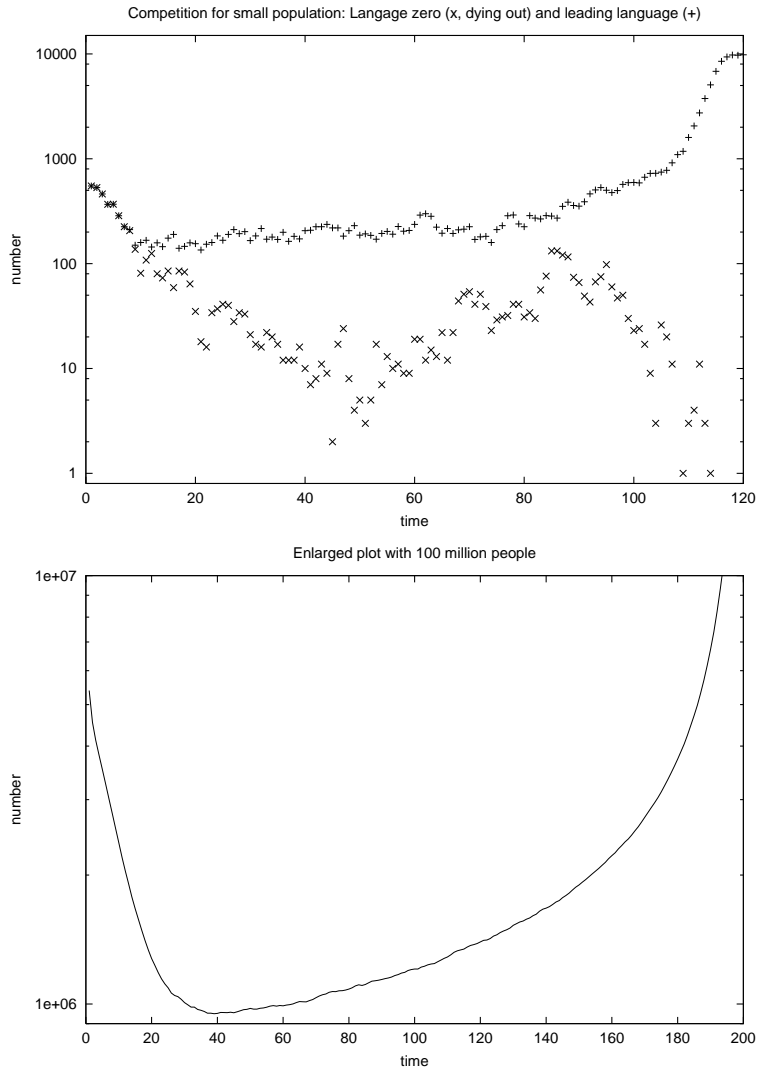 Competition for small population: Langage zero (x, dying out) and leading language (+)
10000
1000
100
10
1
number
0 20 40 60 80 100 120
time
Enlarged plot with 100 million people
1e+07
1e+06
number
0 20 40 60 80 100 120 140 160 180 200
time